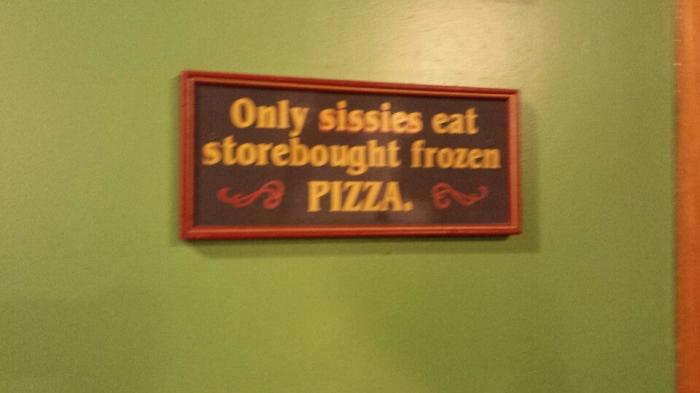 Only sissies eat
storebought frozen
PIZZA.